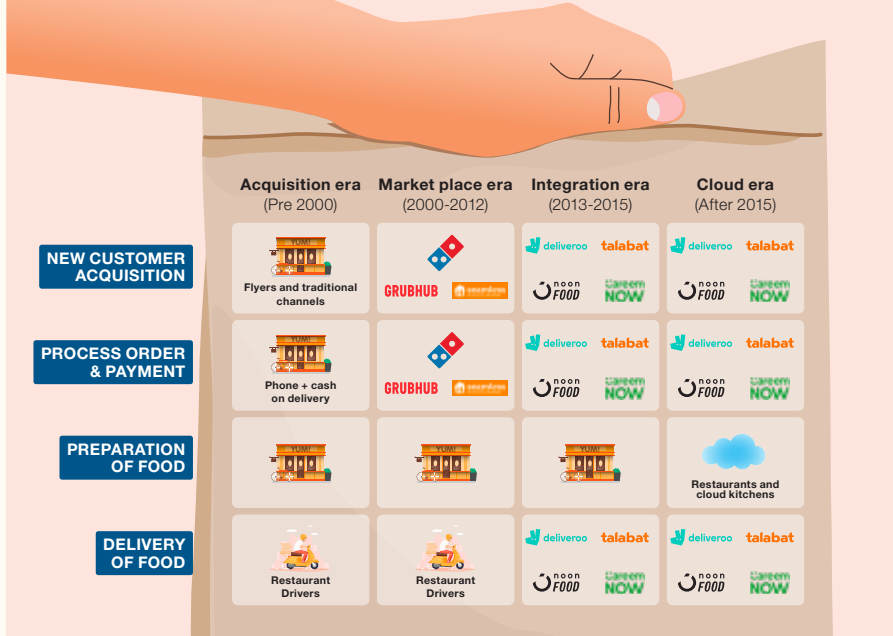 Acquisition era
(Pre 2000)
Market place era
(2000-2012)
Integration era
(2013-2015)
Cloud era
(After 2015)
NEW CUSTOMER
ACQUISITION
YUM!
Flyers and traditional
channels
GRUBHUB
deliveroo
talabat
noon
FOOD
Careem
NOW
deliveroo
talabat
noon
FOOD
Careem
NOW
PROCESS ORDER
& PAYMENT
YUM!
Phone + cash
on delivery
GRUBHUB
deliveroo
talabat
noon
FOOD
Careem
NOW
deliveroo
talabat
noon
FOOD
Careem
NOW
PREPARATION
OF FOOD
YUM!
YUM!
YUM!
Restaurants and
cloud kitchens
DELIVERY
OF FOOD
Restaurant
Drivers
Restaurant
Drivers
deliveroo
talabat
noon
FOOD
Careem
NOW
deliveroo
talabat
noon
FOOD
Careem
NOW